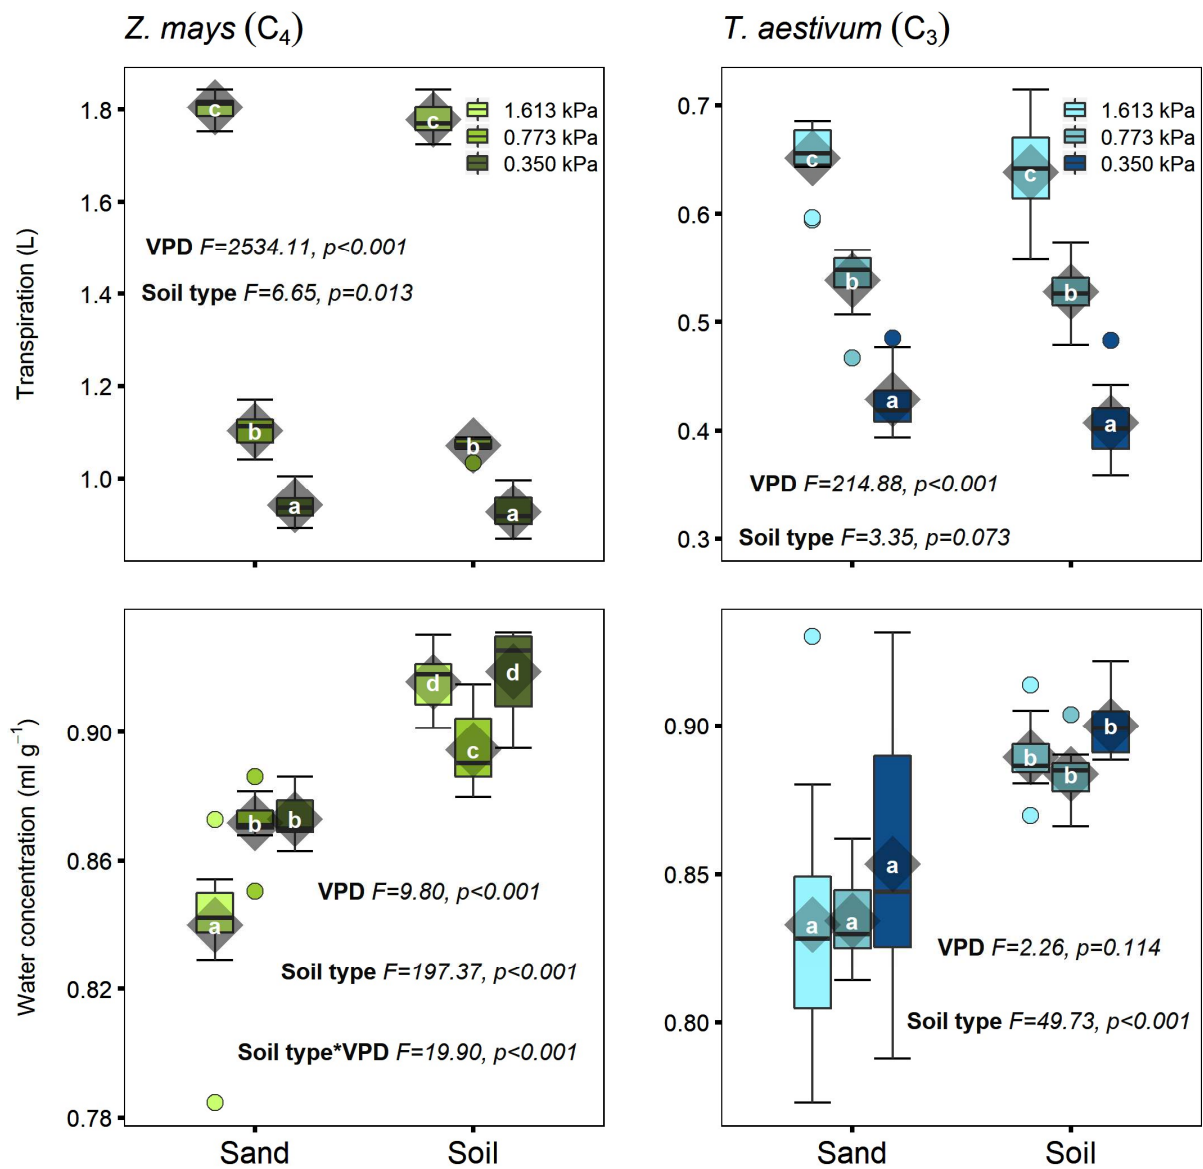 Z. mays (C₄)
T. aestivum (C₃)
Transpiration (L)
1.8
1.6
1.4
1.2
1.0
c
c
b
a
b
a
1.613 kPa
0.773 kPa
0.350 kPa
VPD F=2534.11, p<0.001
Soil type F=6.65, p=0.013
0.7
0.6
0.5
0.4
0.3
c
c
b
b
a
a
1.613 kPa
0.773 kPa
0.350 kPa
VPD F=214.88, p<0.001
Soil type F=3.35, p=0.073
Water concentration (ml g⁻¹)
0.90
0.86
0.82
0.78
a
b
b
d
c
d
VPD F=9.80, p<0.001
Soil type F=197.37, p<0.001
Soil type*VPD F=19.90, p<0.001
Sand
Soil
0.90
0.85
0.80
a
a
a
b
b
b
VPD F=2.26, p=0.114
Soil type F=49.73, p<0.001
Sand
Soil